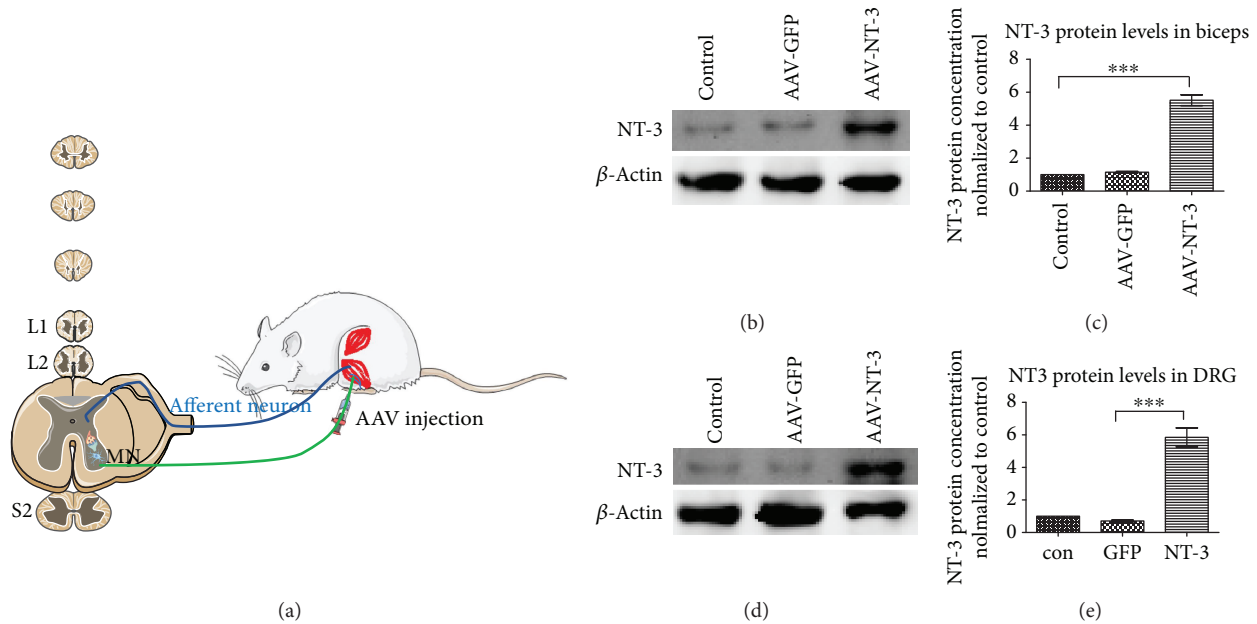 L1
L2
Afferent neuron
MN
S2
AAV injection
(a)
Control
AAV-GFP
AAV-NT-3
NT-3
β-Actin
(b)
NT-3 protein levels in biceps
NT-3 protein concentration
nolmalized to control
8
6
4
2
0
***
Control
AAV-GFP
AAV-NT-3
(c)
Control
AAV-GFP
AAV-NT-3
NT-3
β-Actin
(d)
NT3 protein levels in DRG
NT-3 protein concentration
nolmalized to control
8
6
4
2
0
***
con GFP NT-3
(e)